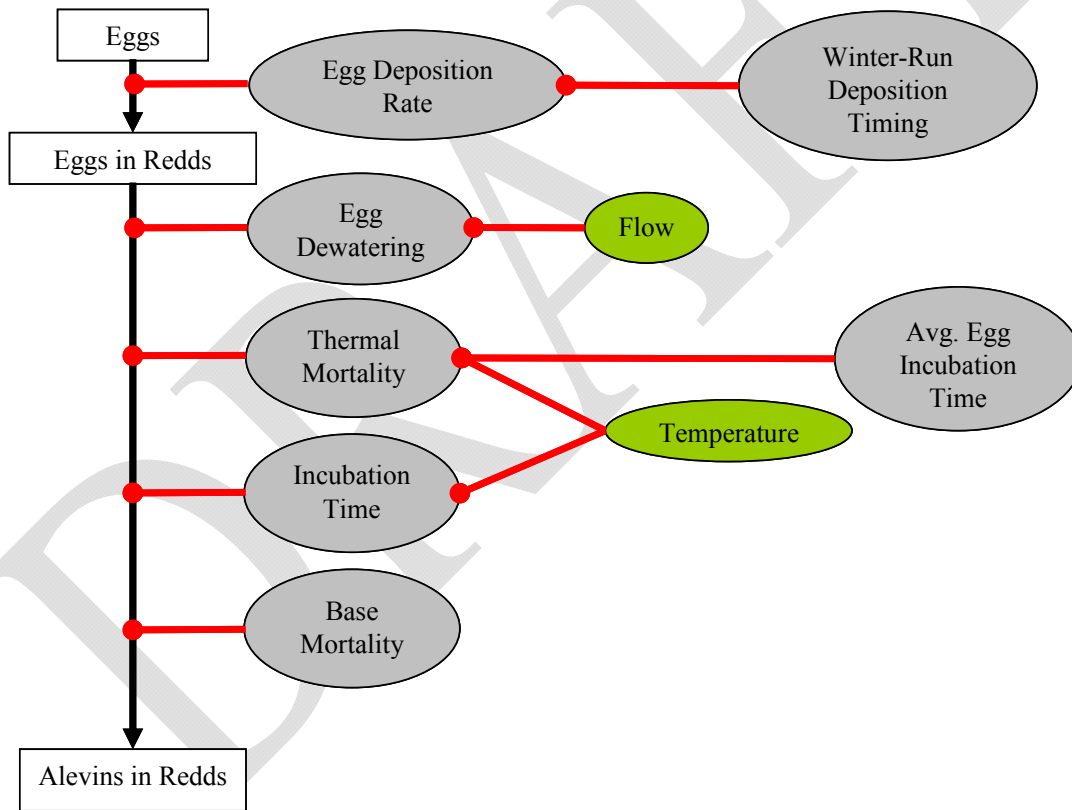 Eggs
Egg Deposition
Rate
Winter-Run
Deposition
Timing
Eggs in Redds
Egg
Dewatering
Flow
Thermal
Mortality
Avg. Egg
Incubation
Time
Temperature
Incubation
Time
Base
Mortality
Alevins in Redds
DRAFT